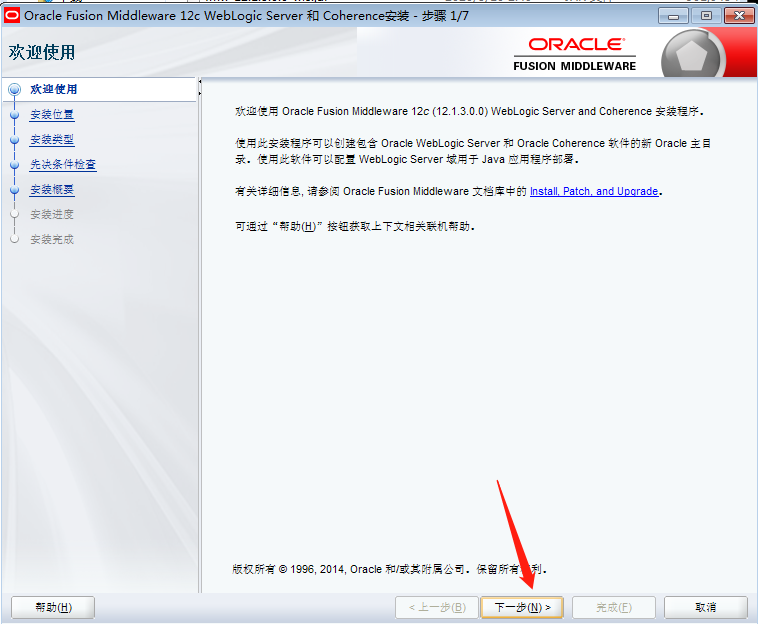 Oracle Fusion Middleware 12c WebLogic Server 和 Coherence安装 - 步骤 1/7
欢迎使用
ORACLE
FUSION MIDDLEWARE
欢迎使用
安装位置
安装类型
先决条件检查
安装概要
安装进度
安装完成
欢迎使用 Oracle Fusion Middleware 12c (12.1.3.0.0) WebLogic Server and Coherence 安装程序。
使用此安装程序可以创建包含 Oracle WebLogic Server 和 Oracle Coherence 软件的新 Oracle 主目
录。使用此软件可以配置 WebLogic Server 域用于 Java 应用程序部署。
有关详细信息, 请参阅 Oracle Fusion Middleware 文档库中的 Install, Patch, and Upgrade。
可通过“帮助(H)”按钮获取上下文相关联机帮助。
版权所有 © 1996, 2014, Oracle 和/或其附属公司。保留所有 利。
帮助(H)
< 上一步(B)
下一步(N) >
完成(F)
取消